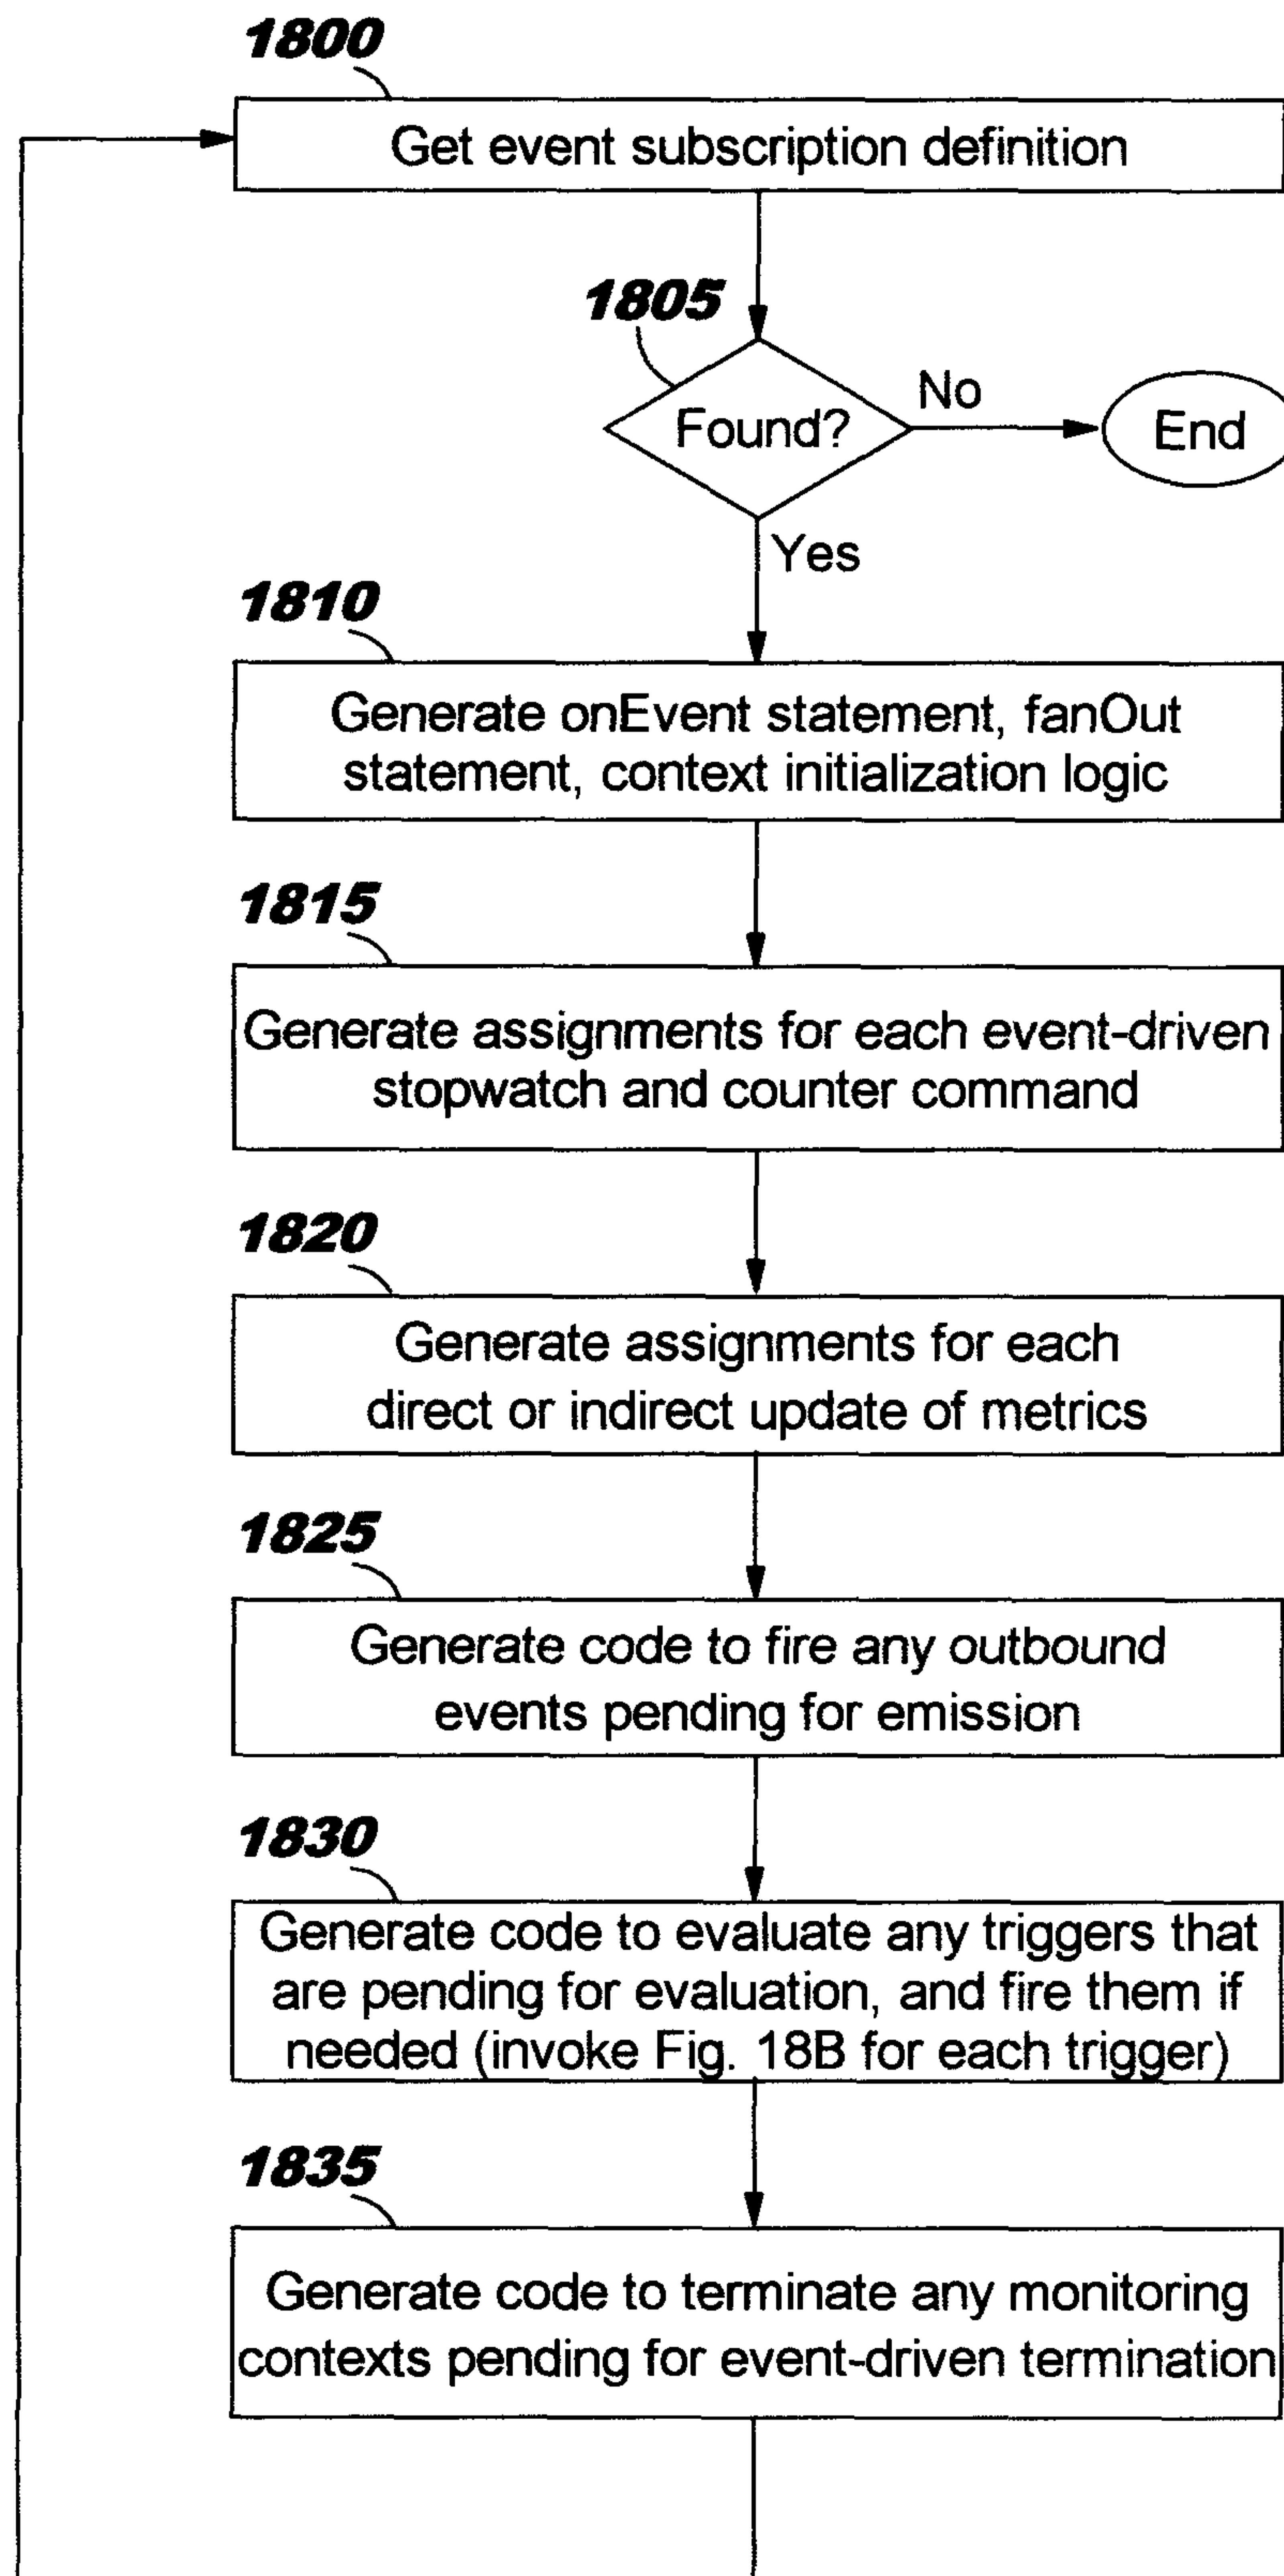 1800
Get event subscription definition
1805
Found?
No
End
Yes
1810
Generate onEvent statement, fanOut
statement, context initialization logic
1815
Generate assignments for each event-driven
stopwatch and counter command
1820
Generate assignments for each
direct or indirect update of metrics
1825
Generate code to fire any outbound
events pending for emission
1830
Generate code to evaluate any triggers that
are pending for evaluation, and fire them if
needed (invoke Fig. 18B for each trigger)
1835
Generate code to terminate any monitoring
contexts pending for event-driven termination